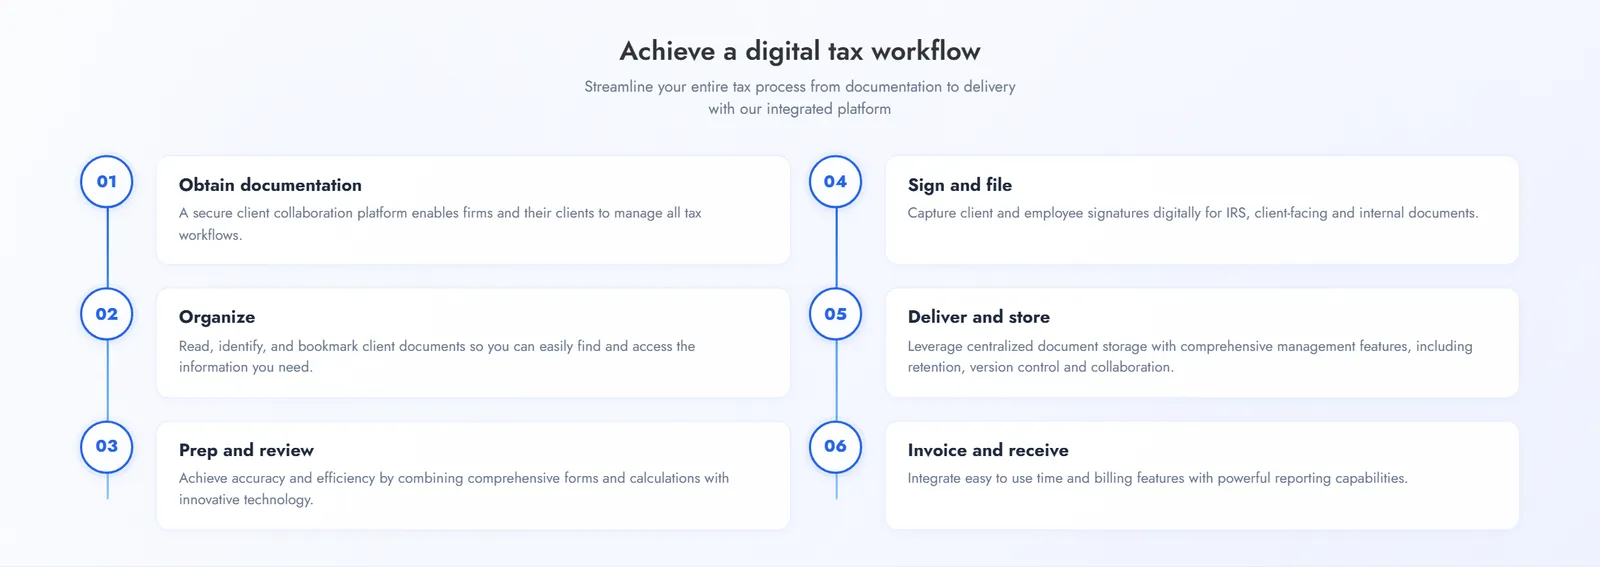 Achieve a digital tax workflow
Streamline your entire tax process from documentation to delivery
with our integrated platform
01
Obtain documentation
A secure client collaboration platform enables firms and their clients to manage all tax
workflows.
02
Organize
Read, identify, and bookmark client documents so you can easily find and access the
information you need.
03
Prep and review
Achieve accuracy and efficiency by combining comprehensive forms and calculations with
innovative technology.
04
Sign and file
Capture client and employee signatures digitally for IRS, client-facing and internal documents.
05
Deliver and store
Leverage centralized document storage with comprehensive management features, including
retention, version control and collaboration.
06
Invoice and receive
Integrate easy to use time and billing features with powerful reporting capabilities.